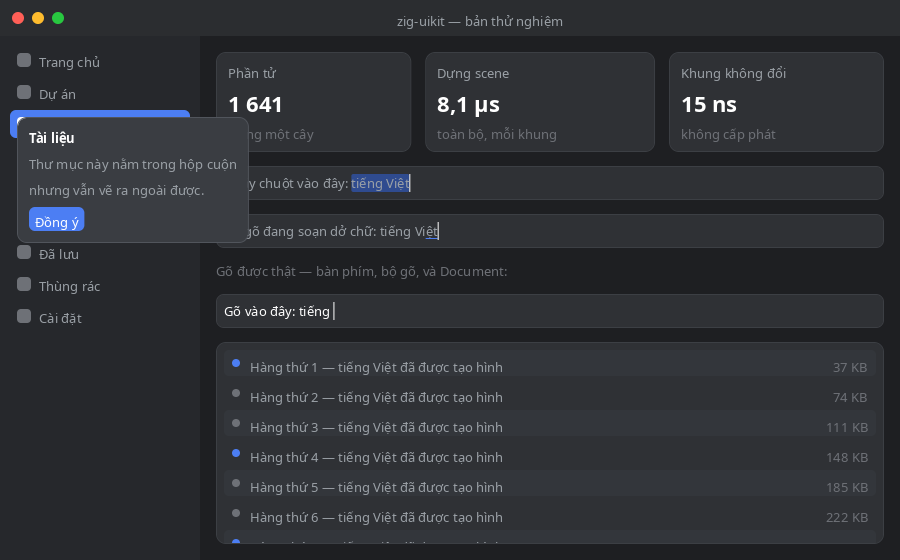 zig-uikit — bản thử nghiệm
Trang chủ
Dự án
Tài liệu
Thư mục này nằm trong hộp cuộn
nhưng vẫn vẽ ra ngoài được.
Đồng ý
Đã lưu
Thùng rác
Cài đặt
Phần tử
1 641
một cây
Dựng scene
8,1 µs
toàn bộ, mỗi khung
Khung không đổi
15 ns
không cấp phát
chuột vào đây: tiếng Việt
đang soạn dở chữ: tiếng Việt
Gõ được thật — bàn phím, bộ gõ, và Document:
Gõ vào đây: tiếng
Hàng thứ 1 — tiếng Việt đã được tạo hình 37 KB
Hàng thứ 2 — tiếng Việt đã được tạo hình 74 KB
Hàng thứ 3 — tiếng Việt đã được tạo hình 111 KB
Hàng thứ 4 — tiếng Việt đã được tạo hình 148 KB
Hàng thứ 5 — tiếng Việt đã được tạo hình 185 KB
Hàng thứ 6 — tiếng Việt đã được tạo hình 222 KB